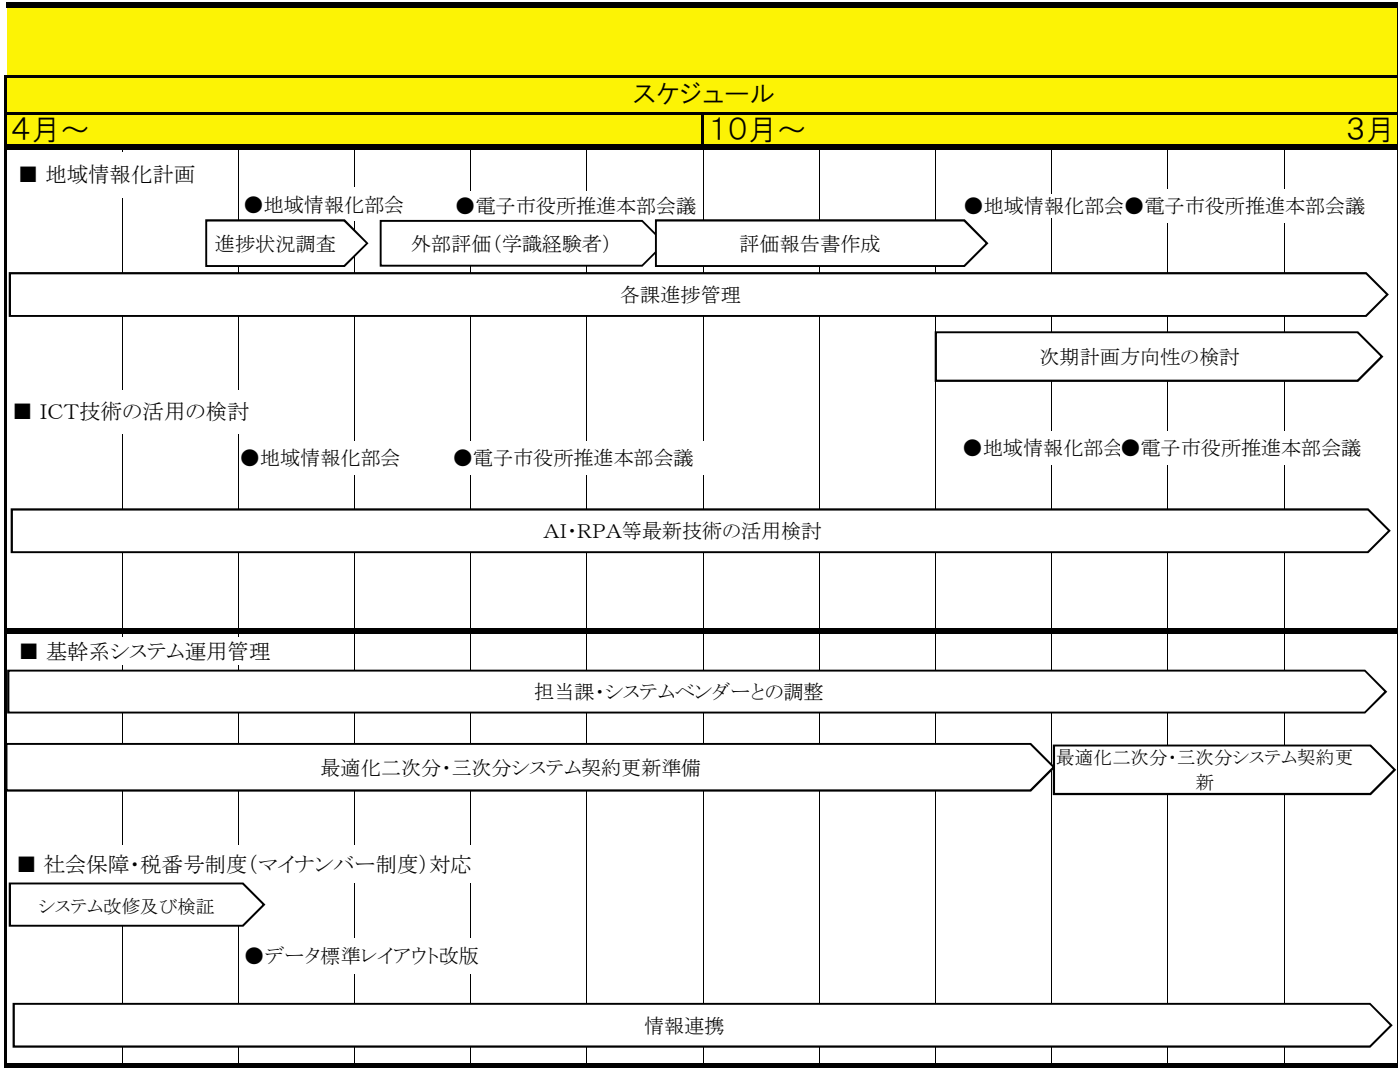 スケジュール
4月～ 10月～ 3月
■ 地域情報化計画
●地域情報化部会 ●電子市役所推進本部会議 ●地域情報化部会●電子市役所推進本部会議
進捗状況調査 外部評価(学識経験者) 評価報告書作成
各課進捗管理
次期計画方向性の検討
■ ICT技術の活用の検討
●地域情報化部会 ●電子市役所推進本部会議 ●地域情報化部会●電子市役所推進本部会議
AI・RPA等最新技術の活用検討
■ 基幹系システム運用管理
担当課・システムベンダーとの調整
最適化二次分・三次分システム契約更新準備
最適化二次分・三次分システム契約更
新
■ 社会保障・税番号制度(マイナンバー制度)対応
システム改修及び検証
●データ標準レイアウト改版
情報連携